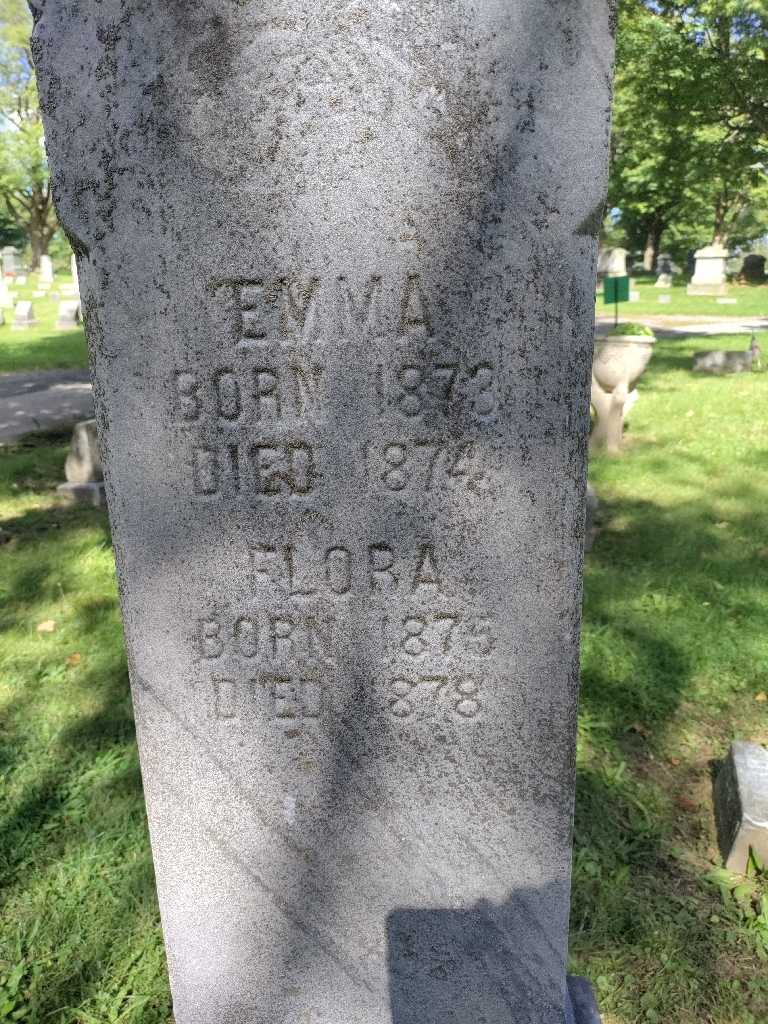 EMMA
BORN 1873
DIED 1874
FLORA
BORN 1875
DIED 1878